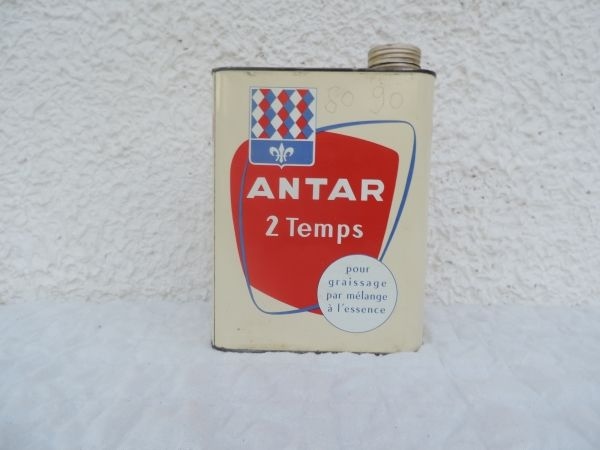 80 90
ANTAR
2 Temps
pour
graissage
par mélange
à l'essence